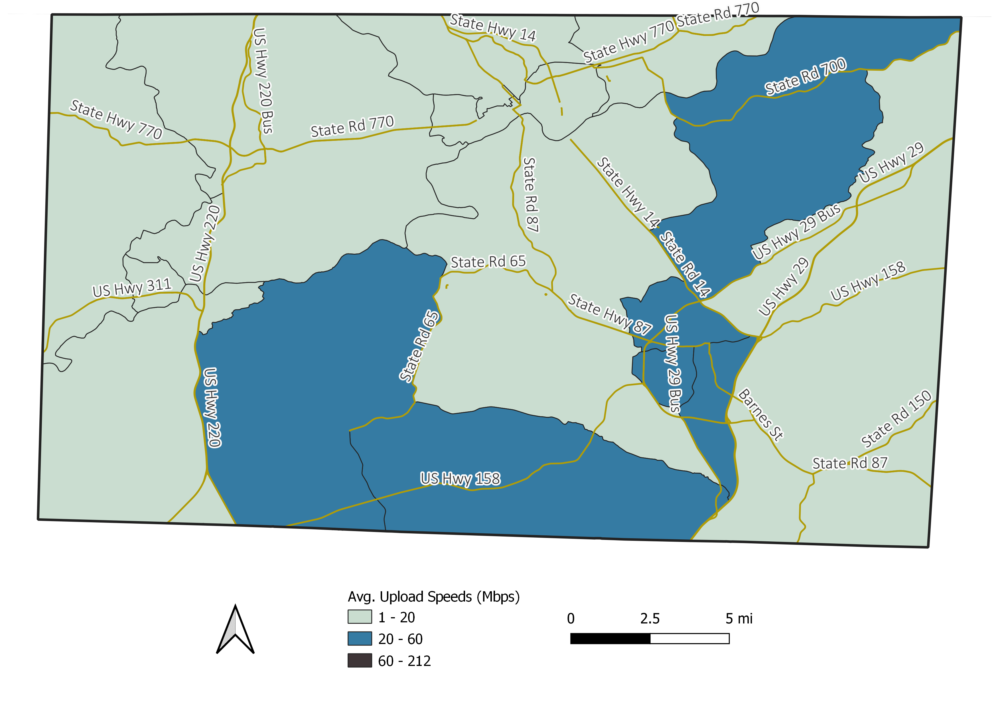 State Hwy 14
State Hwy 770
State Rd 770
US Hwy 220 Bus
State Rd 700
State Hwy 770
State Rd 770
US Hwy 29
State Rd 87
State Hwy 14
US Hwy 220
US Hwy 29 Bus
State Rd 14
State Rd 65
US Hwy 311
US Hwy 29
US Hwy 158
State Hwy 87
State Rd 65
US Hwy 29 Bus
US Hwy 220
Barnes St
State Rd 150
State Rd 87
US Hwy 158
Avg. Upload Speeds (Mbps)
1 - 20
20 - 60
60 - 212
0 2.5 5 mi